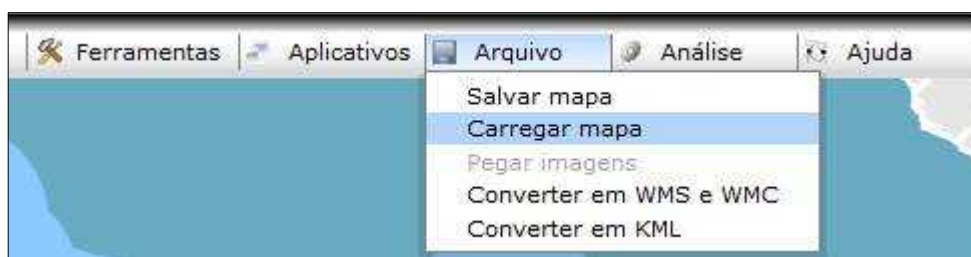 Ferramentas Aplicativos Arquivo Análise Ajuda
Salvar mapa
Carregar mapa
Pegar imagens
Converter em WMS e WMC
Converter em KML